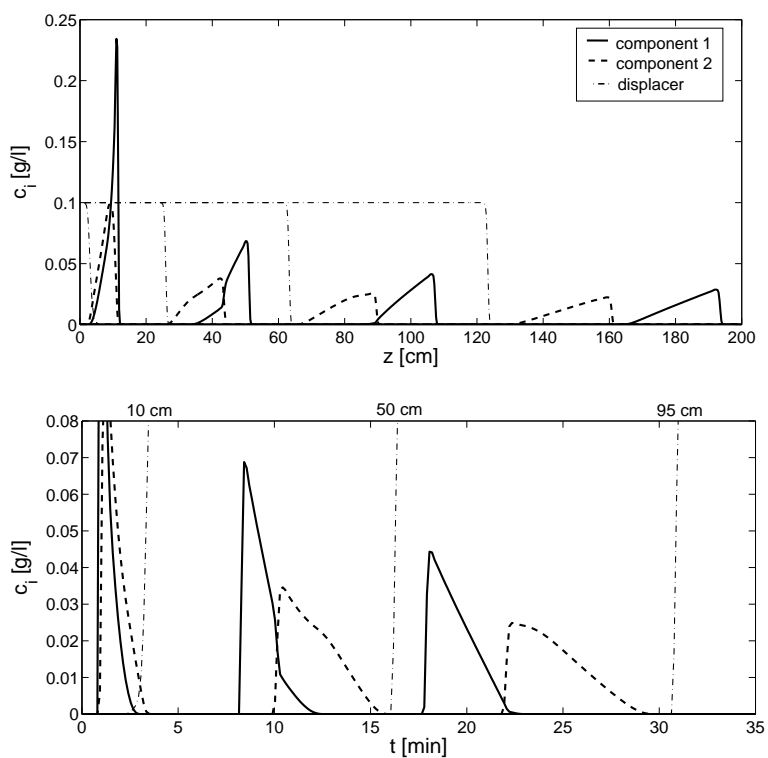 0.25
0.2
0.15
0.1
0.05
0
c_i [g/l]
component 1
component 2
displacer
0 20 40 60 80 100 120 140 160 180 200
z [cm]
10 cm 50 cm 95 cm
0.08
0.07
0.06
0.05
0.04
0.03
0.02
0.01
0
c_i [g/l]
0 5 10 15 20 25 30 35
t [min]